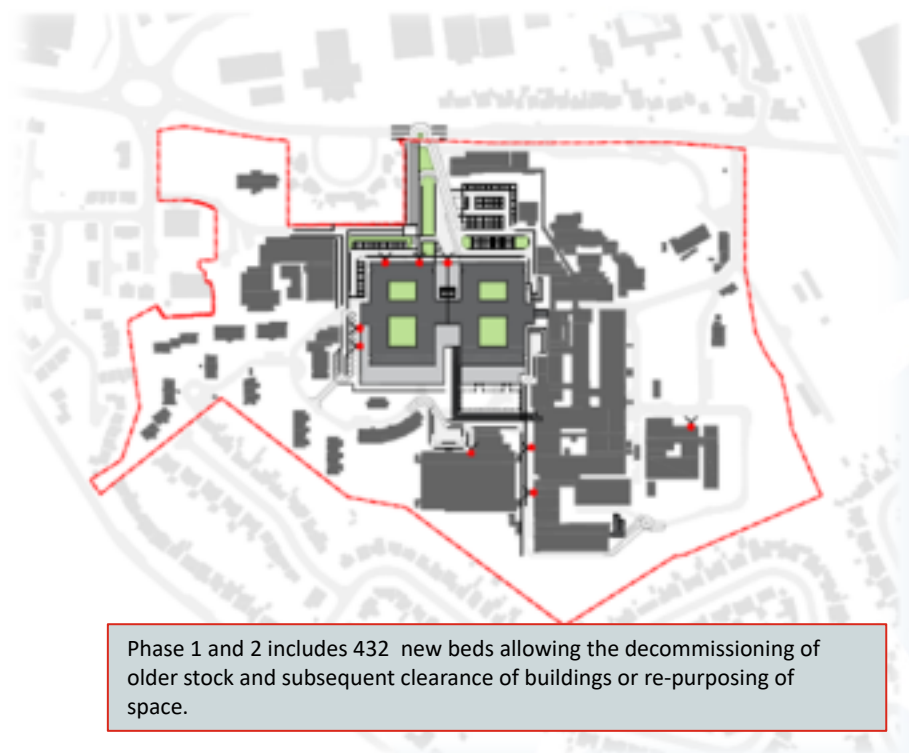 Phase 1 and 2 includes 432  new beds allowing the decommissioning of
older stock and subsequent clearance of buildings or re-purposing of
space.